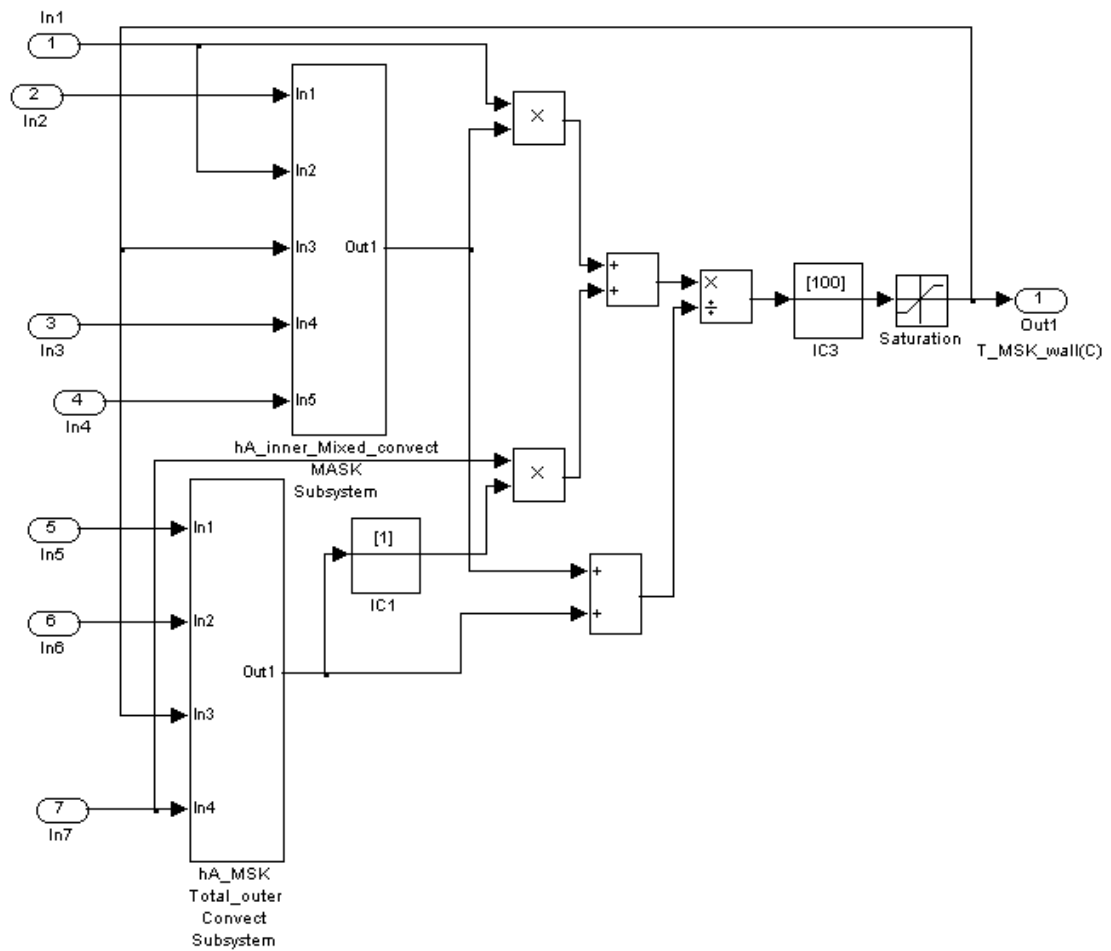 In1
1
2
In2
3
In3
4
In4
5
In5
6
In6
7
In7
In1
In2
In3
In4
In5
Out1
hA_inner_Mixed_convect
MASK
Subsystem
In1
In2
In3
In4
Out1
hA_MSK
Total_outer
Convect
Subsystem
[1]
IC1
×
×
+
+
+
+
×
÷
[100]
IC3
Saturation
1
Out1
T_MSK_wall(C)